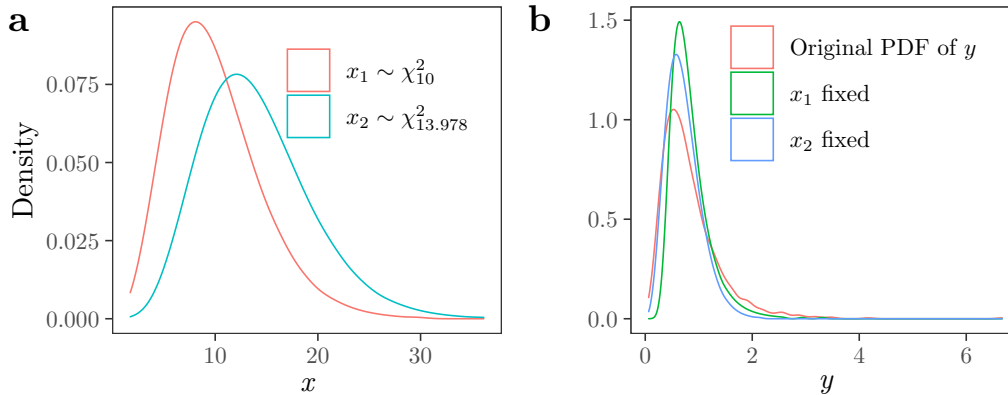 a
Density
0.000
0.025
0.050
0.075
10
20
30
x
x₁ ∼ χ²₁₀
x₂ ∼ χ²₁₃.₉₇₈
b
0.0
0.5
1.0
1.5
0
2
4
6
y
Original PDF of y
x₁ fixed
x₂ fixed